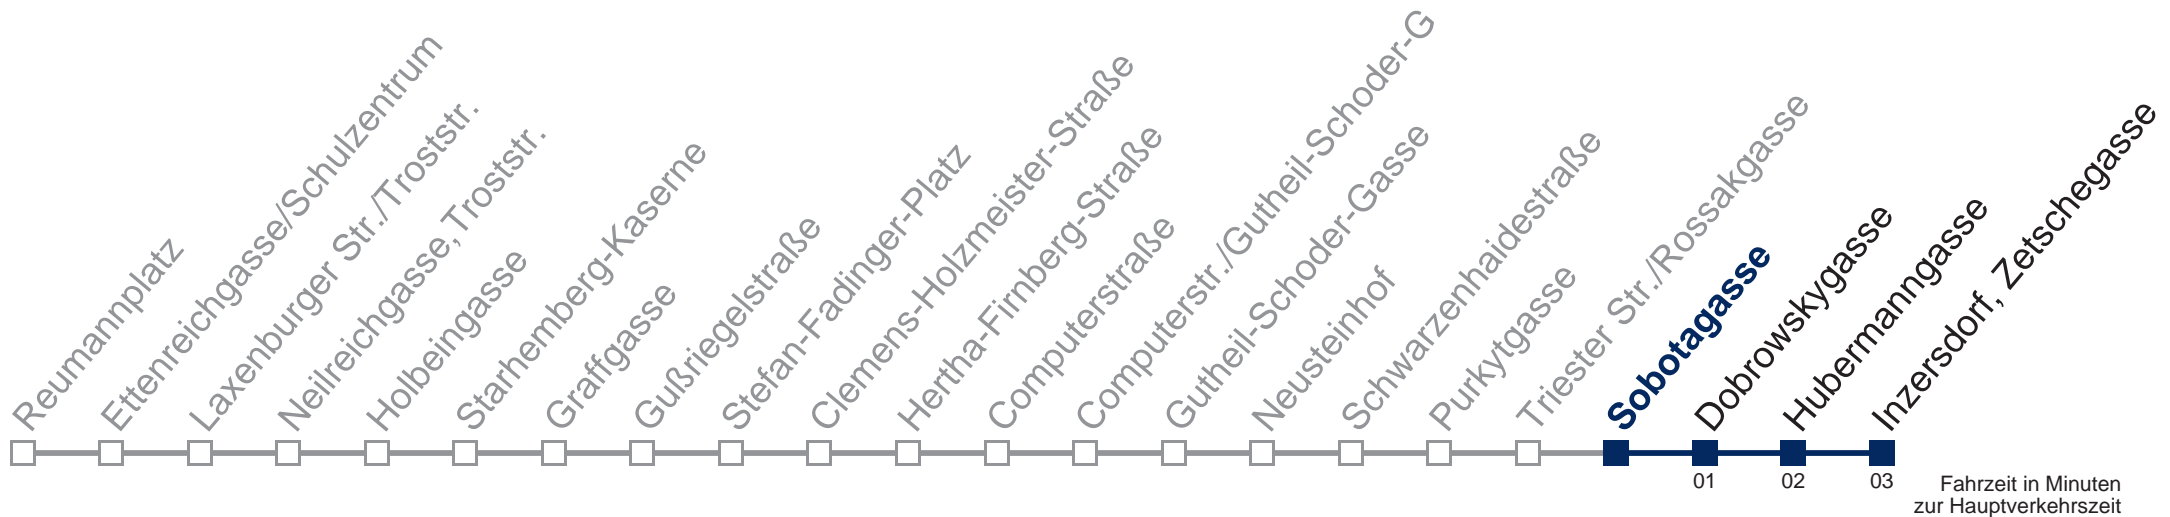 Reumannplatz
Ettenreichgasse/Schulzentrum
Laxenburger Str./Troststr.
Neilreichgasse, Troststr.
Holbeingasse
Starhemberg-Kaserne
Graffgasse
Gußriegelstraße
Stefan-Fadinger-Platz
Clemens-Holzmeister-Straße
Hertha-Firnberg-Straße
Computerstraße
Computerstr./Gutheil-Schoder-G
Gutheil-Schoder-Gasse
Neusteinhof
Schwarzenhaidestraße
Purkytgasse
Triester Str./Rossakgasse
Sobotagasse
Dobrowskygasse
Hubermanngasse
Inzersdorf, Zetschegasse
01 02 03
Fahrzeit in Minuten
zur Hauptverkehrszeit